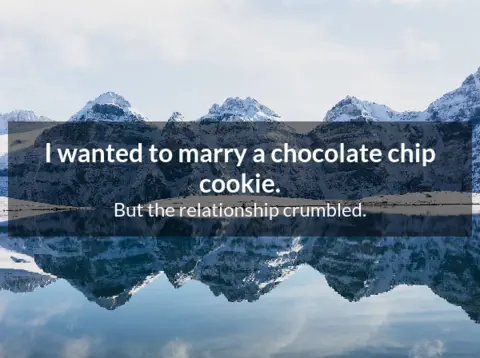 I wanted to marry a chocolate chip
cookie.
But the relationship crumbled.